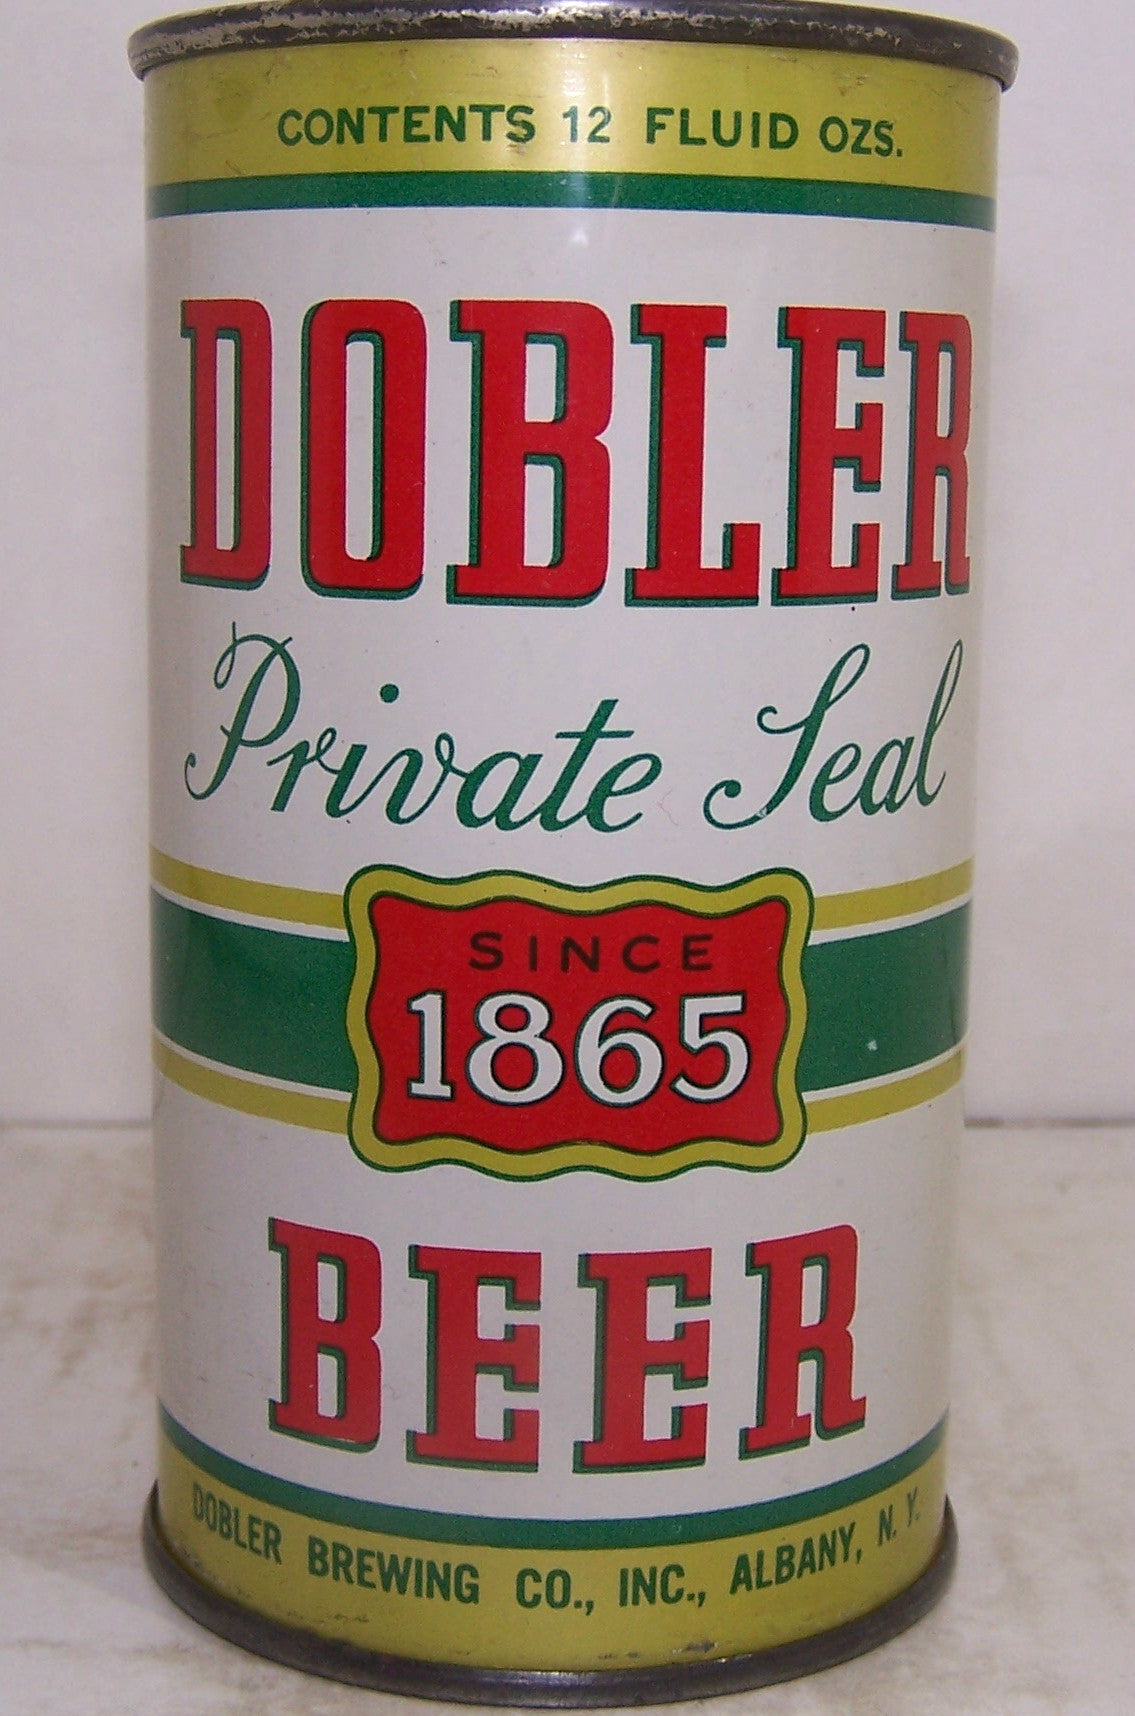 CONTENTS 12 FLUID OZS.
DOBLER
Private Seal
SINCE
1865
BEER
DOBLER BREWING CO., INC., ALBANY, N. Y.